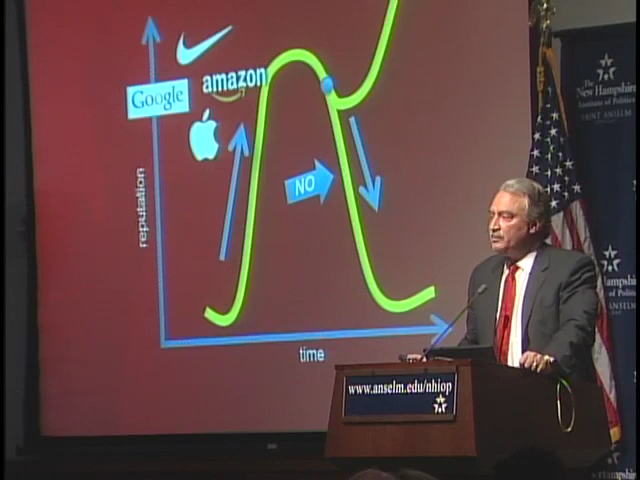 Google
amazon
reputation
NO
time
The
New Hampshire
Institute of Politics
SAINT ANSELM
www.anselm.edu/nhiop